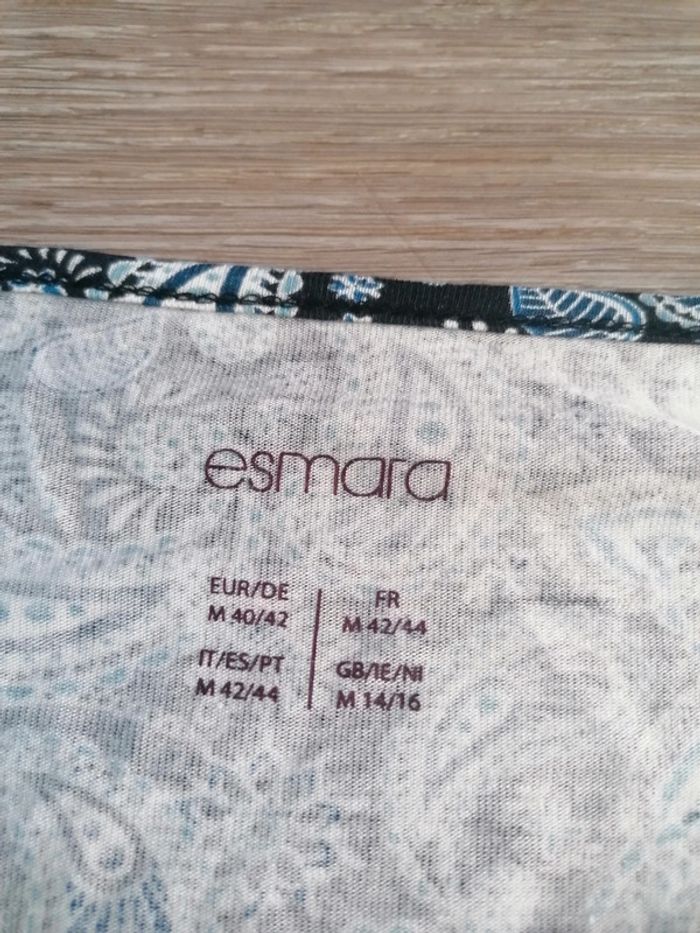 esmara
EUR/DE
M 40/42
FR
M 42/44
IT/ES/PT
M 42/44
GB/IE/NI
M 14/16